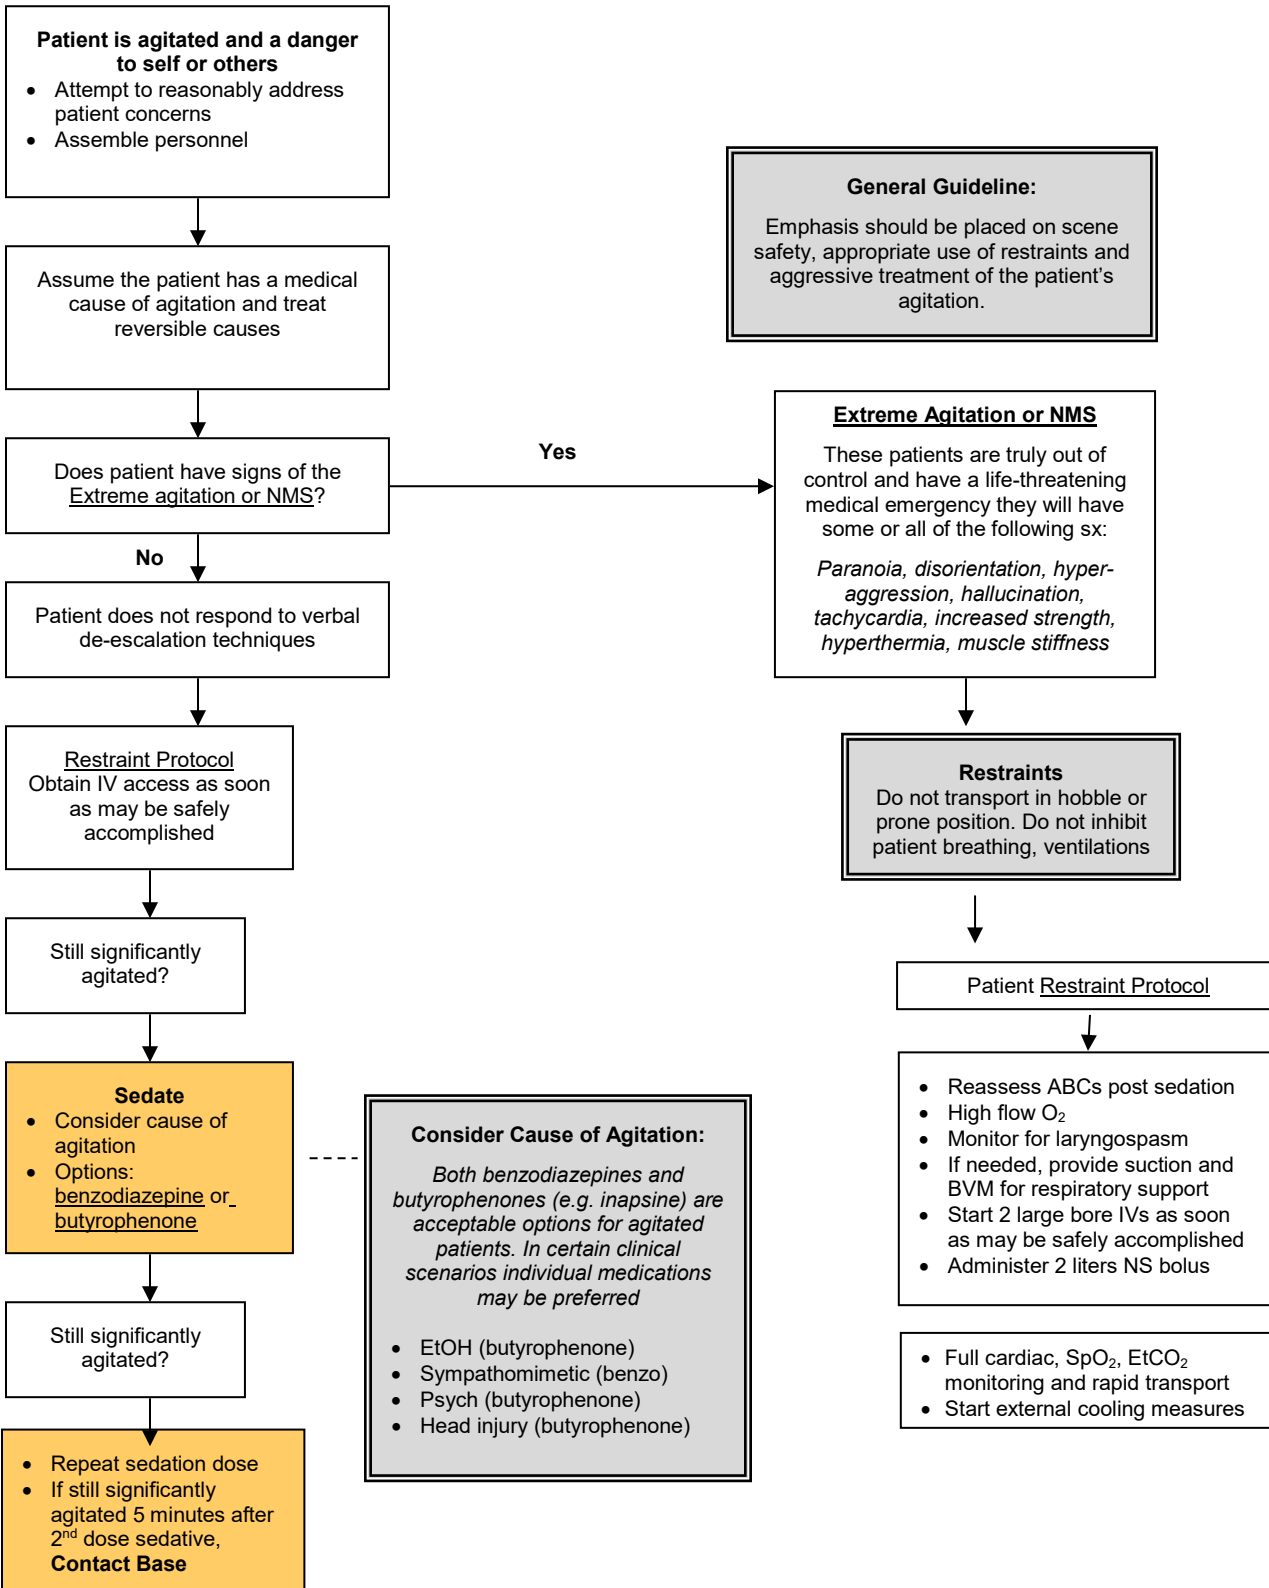 Patient is agitated and a danger
to self or others
• Attempt to reasonably address
patient concerns
• Assemble personnel
General Guideline:
Emphasis should be placed on scene
safety, appropriate use of restraints and
aggressive treatment of the patient's
agitation.
Assume the patient has a medical
cause of agitation and treat
reversible causes
Does patient have signs of the
Extreme agitation or NMS?
Yes
No
Extreme Agitation or NMS
These patients are truly out of
control and have a life-threatening
medical emergency they will have
some or all of the following sx:
Paranoia, disorientation, hyper-
aggression, hallucination,
tachycardia, increased strength,
hyperthermia, muscle stiffness
Patient does not respond to verbal
de-escalation techniques
Restraint Protocol
Obtain IV access as soon
as may be safely
accomplished
Restraints
Do not transport in hobble or
prone position. Do not inhibit
patient breathing, ventilations
Still significantly
agitated?
Patient Restraint Protocol
Sedate
• Consider cause of
agitation
• Options:
benzodiazepine or
butyrophenone
Consider Cause of Agitation:
Both benzodiazepines and
butyrophenones (e.g. inapsine) are
acceptable options for agitated
patients. In certain clinical
scenarios individual medications
may be preferred
• EtOH (butyrophenone)
• Sympathomimetic (benzo)
• Psych (butyrophenone)
• Head injury (butyrophenone)
• Reassess ABCs post sedation
• High flow O₂
• Monitor for laryngospasm
• If needed, provide suction and
BVM for respiratory support
• Start 2 large bore IVs as soon
as may be safely accomplished
• Administer 2 liters NS bolus
Still significantly
agitated?
• Full cardiac, SpO₂, EtCO₂
monitoring and rapid transport
• Start external cooling measures
• Repeat sedation dose
• If still significantly
agitated 5 minutes after
2nd dose sedative,
Contact Base